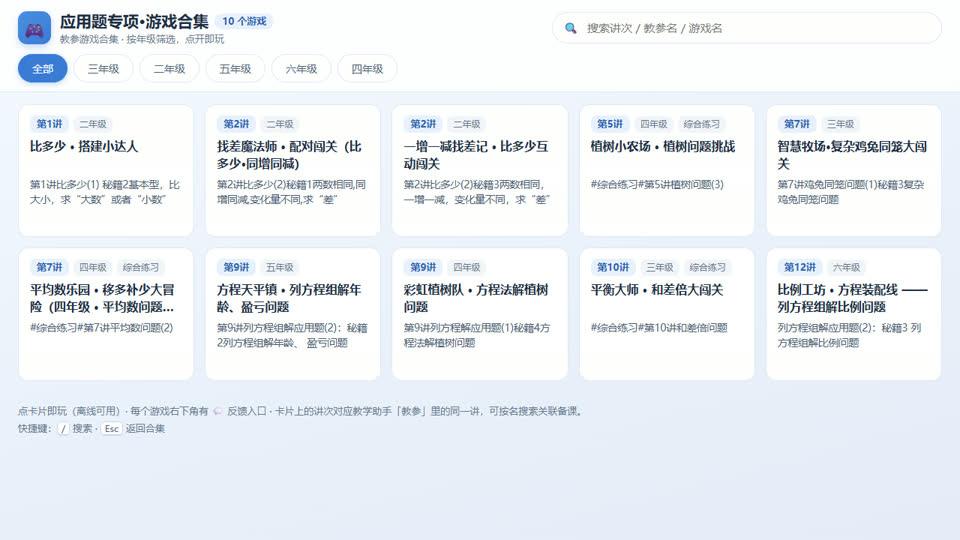 应用题专项•游戏合集 10 个游戏
教参游戏合集 · 按年级筛选，点开即玩
搜索讲次 / 教参名 / 游戏名
全部 三年级 二年级 五年级 六年级 四年级
第1讲 二年级
比多少 • 搭建小达人
第1讲比多少(1) 秘籍2基本型，比
大小，求“大数”或者“小数”
第2讲 二年级
找差魔法师 • 配对闯关（比
多少•同增同减）
第2讲比多少(2)秘籍1两数相同,同
增同减,变化量不同,求“差”
第2讲 二年级
一增一减找差记 • 比多少互
动闯关
第2讲比多少(2)秘籍3两数相同，
一增一减，变化量不同，求“差”
第5讲 四年级 综合练习
植树小农场 • 植树问题挑战
#综合练习#第5讲植树问题(3)
第7讲 三年级
智慧牧场•复杂鸡兔同笼大闯
关
第7讲鸡兔同笼问题(1)秘籍3复杂
鸡兔同笼问题
第7讲 四年级 综合练习
平均数乐园 • 移多补少大冒
险（四年级 • 平均数问题...
#综合练习#第7讲平均数问题(2)
第9讲 五年级
方程天平镇 • 列方程组解年
龄、盈亏问题
第9讲列方程组解应用题(2)：秘籍
2列方程组解年龄、 盈亏问题
第9讲 四年级
彩虹植树队 • 方程法解植树
问题
第9讲列方程解应用题(1)秘籍4方
程法解植树问题
第10讲 三年级 综合练习
平衡大师 • 和差倍大闯关
#综合练习#第10讲和差倍问题
第12讲 六年级
比例工坊 • 方程装配线 ——
列方程组解比例问题
列方程组解应用题(2)：秘籍3 列
方程组解比例问题
点卡片即玩（离线可用）· 每个游戏右下角有 反馈入口 · 卡片上的讲次对应教学助手「教参」里的同一讲，可按名搜索关联备课。
快捷键： / 搜索 · Esc 返回合集